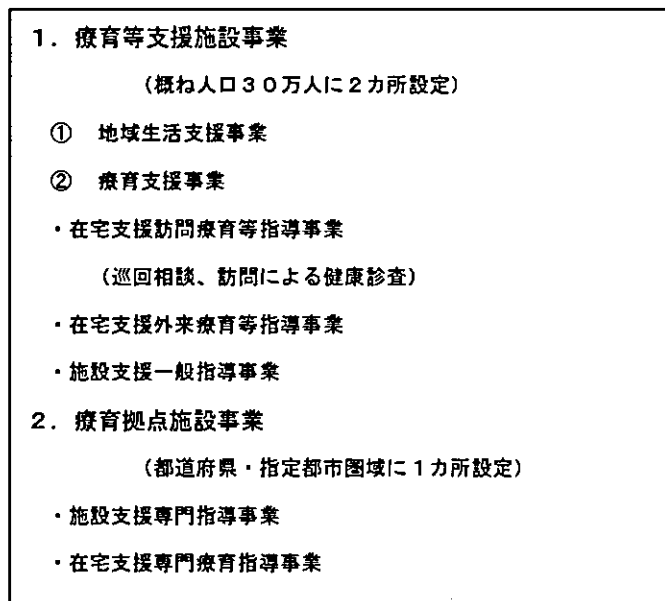 １．療育等支援施設事業
（概ね人口３０万人に２カ所設定）
① 地域生活支援事業
② 療育支援事業
・在宅支援訪問療育等指導事業
（巡回相談、訪問による健康診査）
・在宅支援外来療育等指導事業
・施設支援一般指導事業
２．療育拠点施設事業
（都道府県・指定都市圏域に１カ所設定）
・施設支援専門指導事業
・在宅支援専門療育指導事業